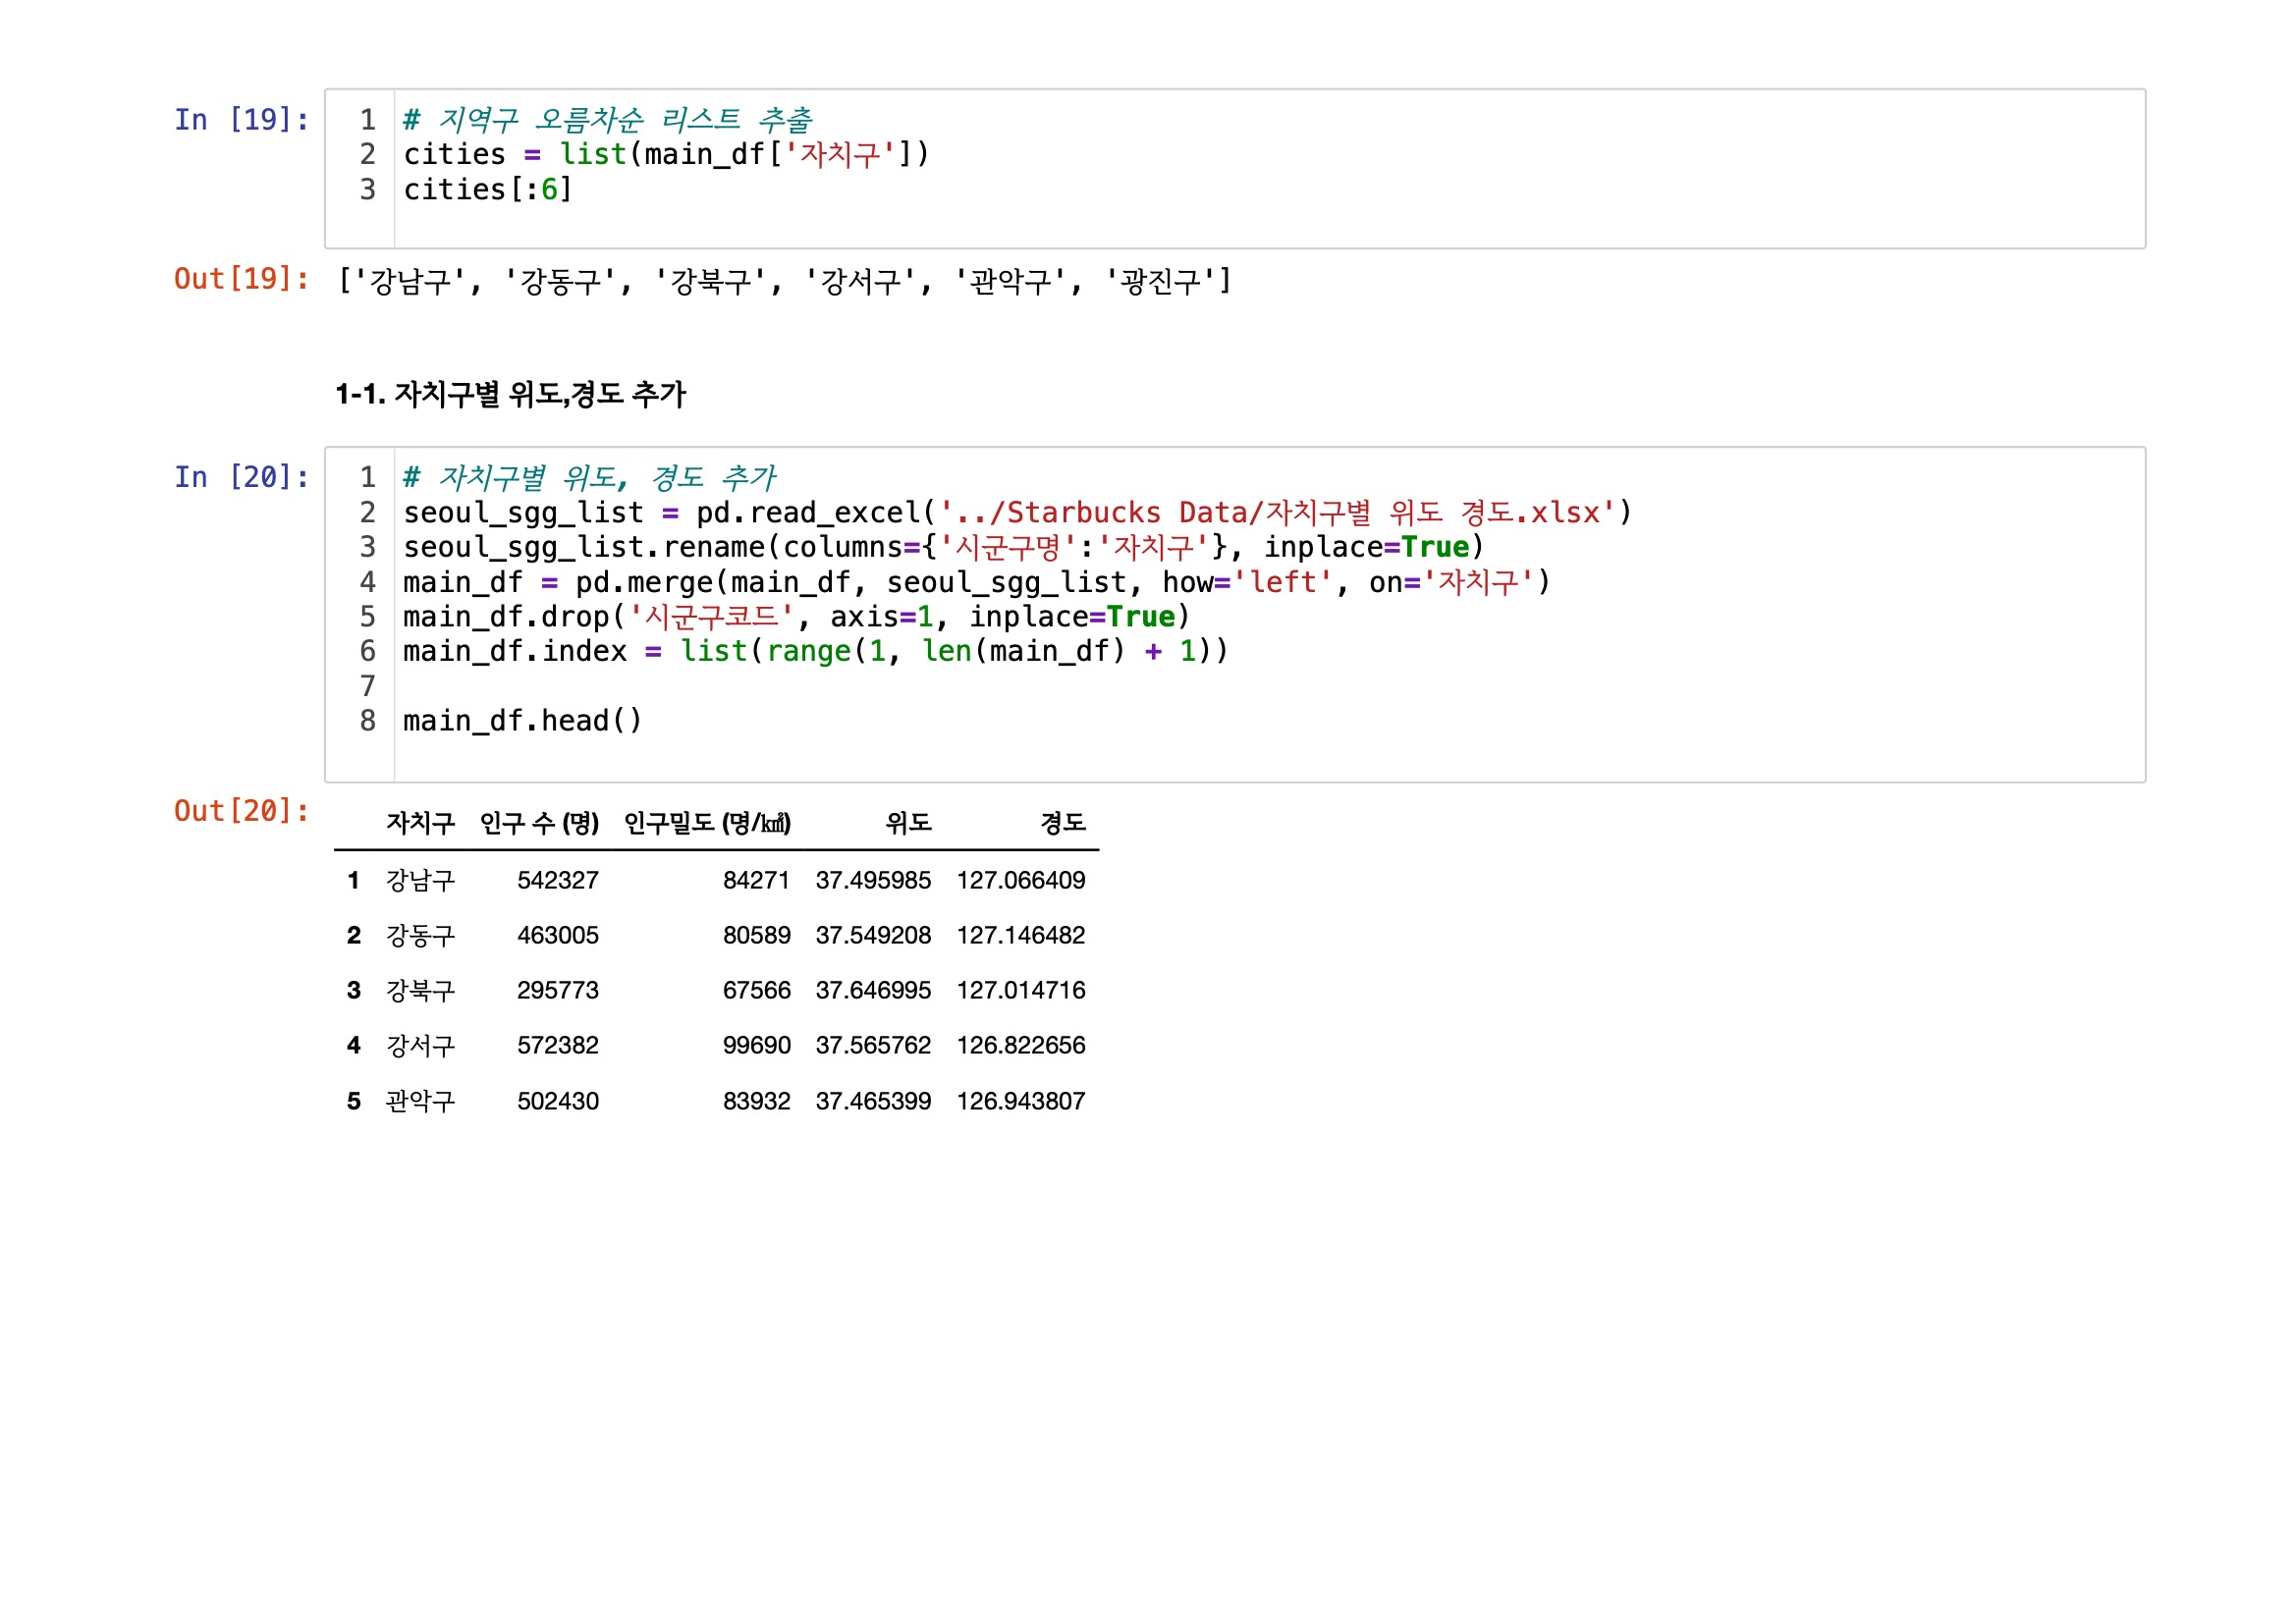 In [19]:
1 # 지역구 오름차순 리스트 추출
2 cities = list(main_df['자치구'])
3 cities[:6]
Out[19]: ['강남구', '강동구', '강북구', '강서구', '관악구', '광진구']
1-1. 자치구별 위도,경도 추가
In [20]:
1 # 자치구별 위도, 경도 추가
2 seoul_sgg_list = pd.read_excel('../Starbucks Data/자치구별 위도 경도.xlsx')
3 seoul_sgg_list.rename(columns={'시군구명':'자치구'}, inplace=True)
4 main_df = pd.merge(main_df, seoul_sgg_list, how='left', on='자치구')
5 main_df.drop('시군구코드', axis=1, inplace=True)
6 main_df.index = list(range(1, len(main_df) + 1))
7
8 main_df.head()
Out[20]:
자치구 인구 수 (명) 인구밀도 (명/㎢) 위도 경도
1 강남구 542327 84271 37.495985 127.066409
2 강동구 463005 80589 37.549208 127.146482
3 강북구 295773 67566 37.646995 127.014716
4 강서구 572382 99690 37.565762 126.822656
5 관악구 502430 83932 37.465399 126.943807